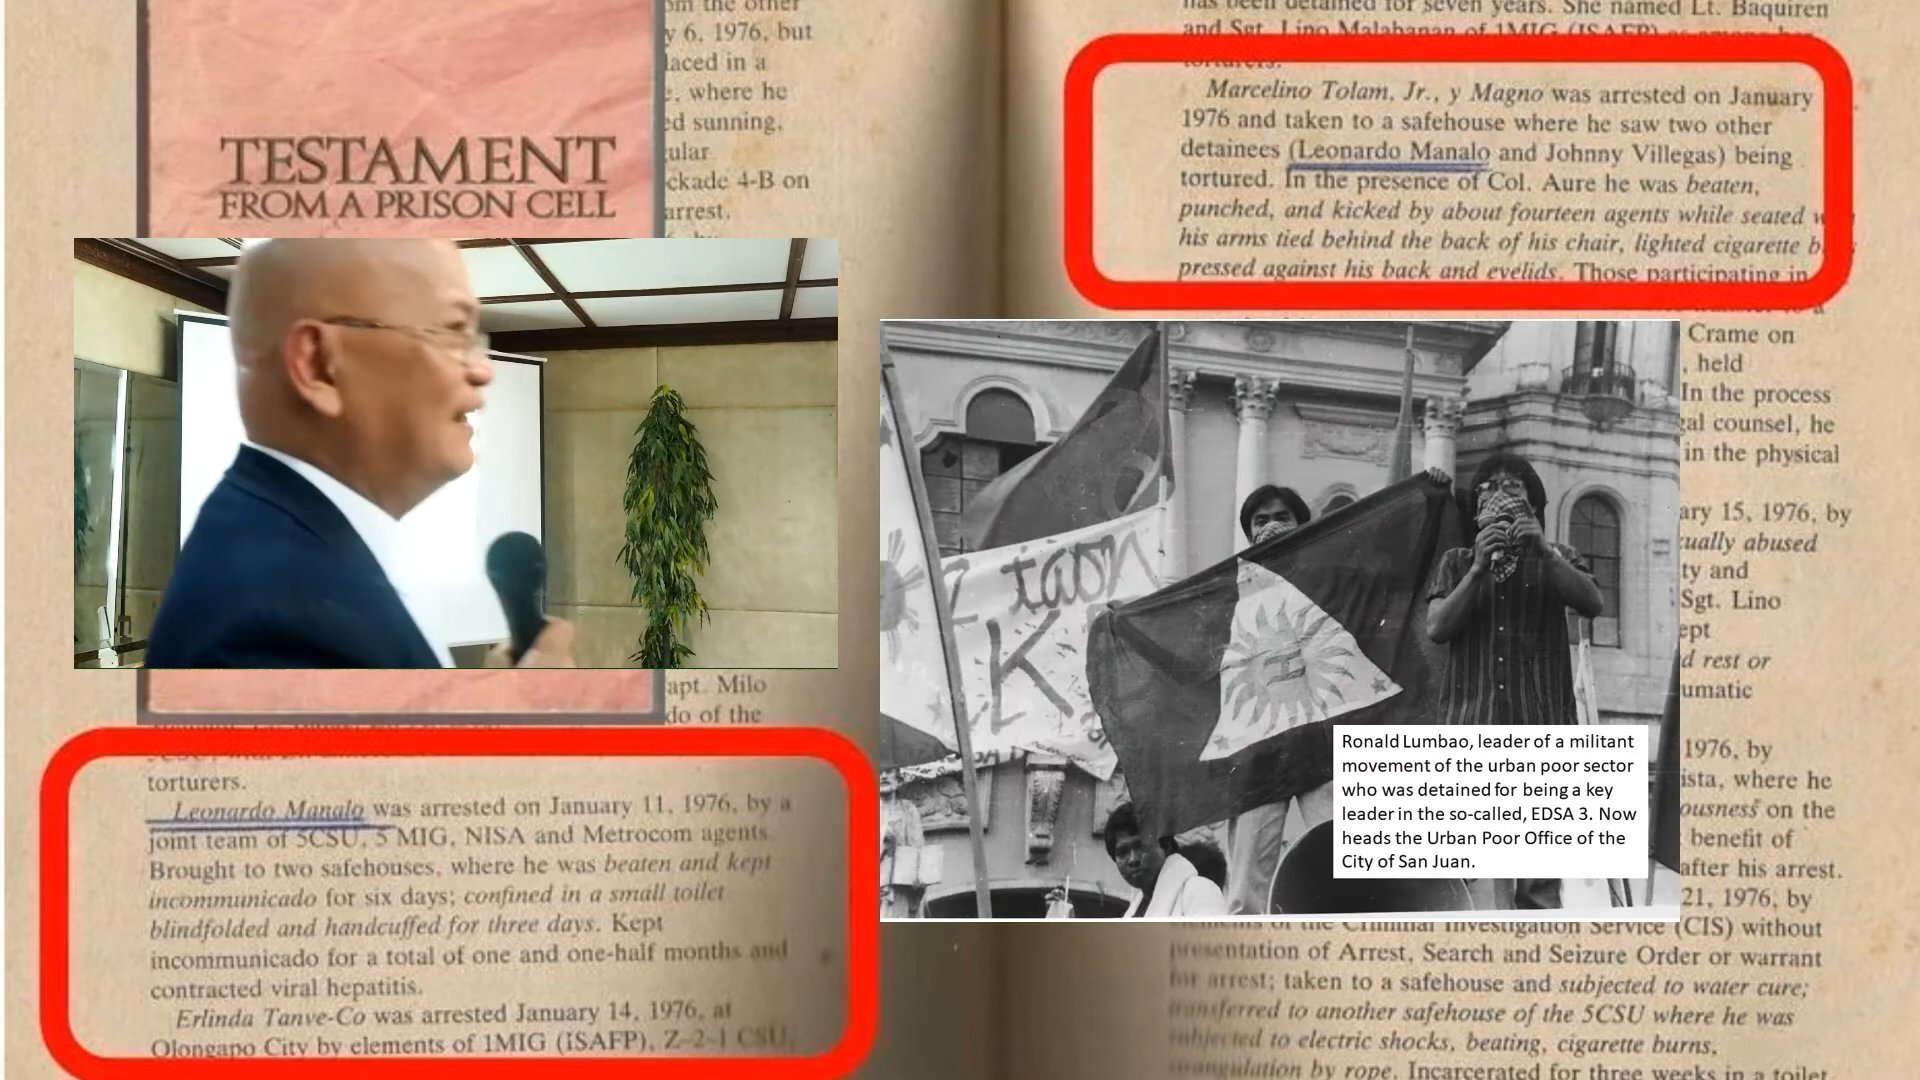 om the other
y 6, 1976, but
laced in a
e, where he
ed sunning,
ular
ckade 4-B on
arrest.
TESTAMENT
FROM A PRISON CELL
apt. Milo
do of the
torturers.
Leonardo Manalo was arrested on January 11, 1976, by a
joint team of 5CSU, 5 MIG, NISA and Metrocom agents.
Brought to two safehouses, where he was beaten and kept
incommunicado for six days; confined in a small toilet
blindfolded and handcuffed for three days. Kept
incommunicado for a total of one and one-half months and
contracted viral hepatitis.
Erlinda Tanve-Co was arrested January 14, 1976, at
Olongapo City by elements of 1MIG (ISAFP), Z-2-1 CSU,
has been detained for seven years. She named Lt. Baquiren
and Sgt. Lino Malabanan of 1MIG (ISAFP) as among her
torturers.
Marcelino Tolam, Jr., y Magno was arrested on January
1976 and taken to a safehouse where he saw two other
detainees (Leonardo Manalo and Johnny Villegas) being
tortured. In the presence of Col. Aure he was beaten,
punched, and kicked by about fourteen agents while seated
his arms tied behind the back of his chair, lighted cigarette
pressed against his back and eyelids. Those participating in
Crame on
, held
In the process
gal counsel, he
in the physical
ary 15, 1976, by
xually abused
ty and
Sgt. Lino
ept
d rest or
umatic
1976, by
ista, where he
ousness on the
benefit of
after his arrest.
21, 1976, by
elements of the Criminal Investigation Service (CIS) without
presentation of Arrest, Search and Seizure Order or warrant
for arrest; taken to a safehouse and subjected to water cure;
transferred to another safehouse of the 5CSU where he was
subjected to electric shocks, beating, cigarette burns,
strangulation by rope. Incarcerated for three weeks in a toilet,
taon
K
H
Ronald Lumbao, leader of a militant
movement of the urban poor sector
who was detained for being a key
leader in the so-called, EDSA 3. Now
heads the Urban Poor Office of the
City of San Juan.